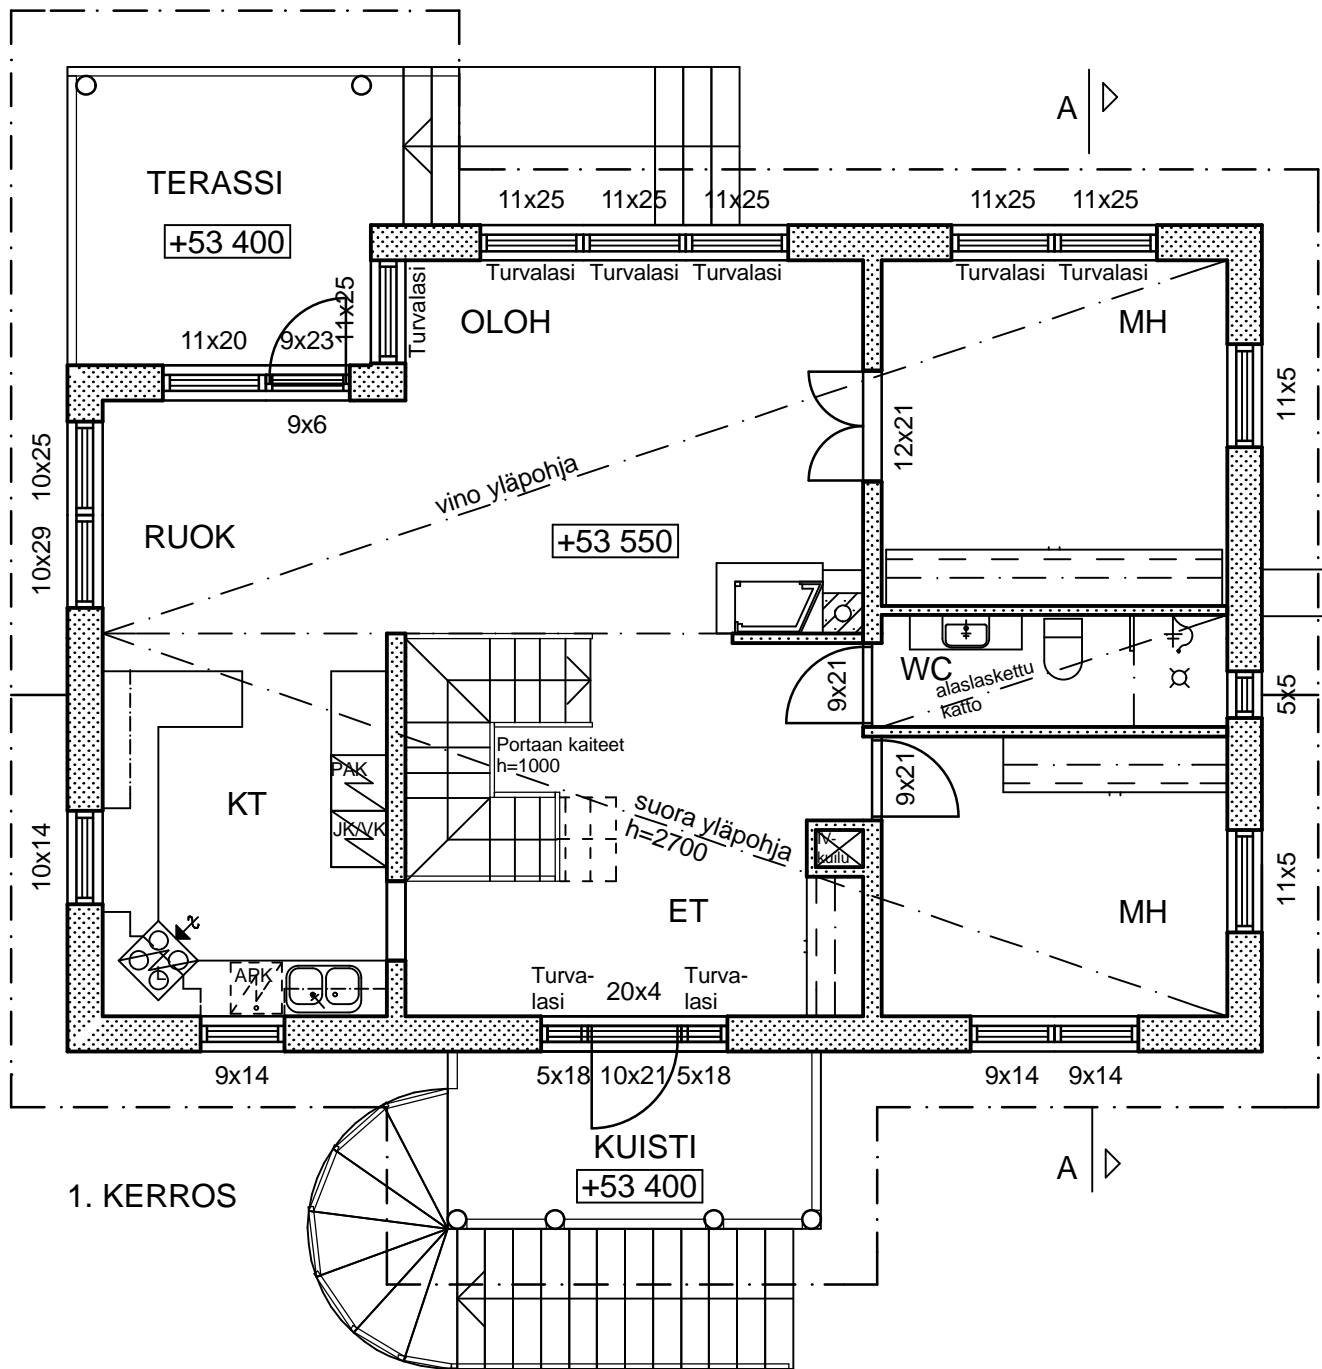 A
TERASSI
+53 400
11x25
11x25
11x25
11x25
11x25
Turvalasi
Turvalasi
Turvalasi
Turvalasi
Turvalasi
11x20
9x23
11x25
Turvalasi
OLOH
MH
11x5
9x6
12x21
10x25
10x29
vino yläpohja
RUOK
+53 550
WC
alaslaskettu
katto
9x21
5x5
Portaan kaiteet
h=1000
PAK
KT
JK/VK
suora yläpohja
h=2700
9x21
IV-
kuilu
10x14
11x5
ET
MH
L
APK
Turva-
lasi
20x4
Turva-
lasi
9x14
5x18
10x21
5x18
9x14
9x14
KUISTI
+53 400
A
1. KERROS